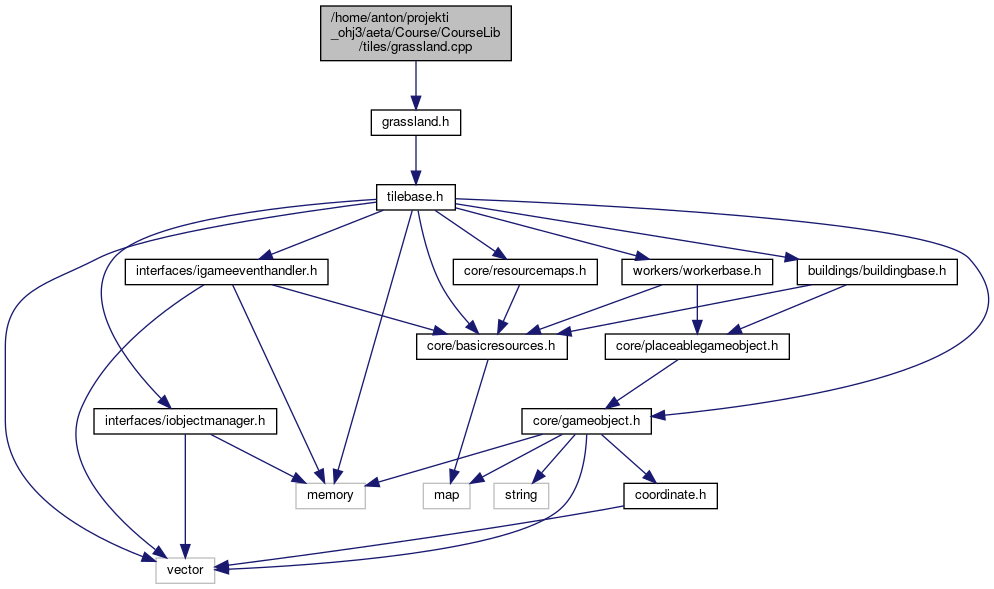 /home/anton/projekti
_ohj3/aeta/Course/CourseLib
/tiles/grassland.cpp
grassland.h
tilebase.h
interfaces/igameeventhandler.h
core/resourcemaps.h
workers/workerbase.h
buildings/buildingbase.h
core/basicresources.h
core/placeablegameobject.h
interfaces/iobjectmanager.h
core/gameobject.h
memory
map
string
coordinate.h
vector